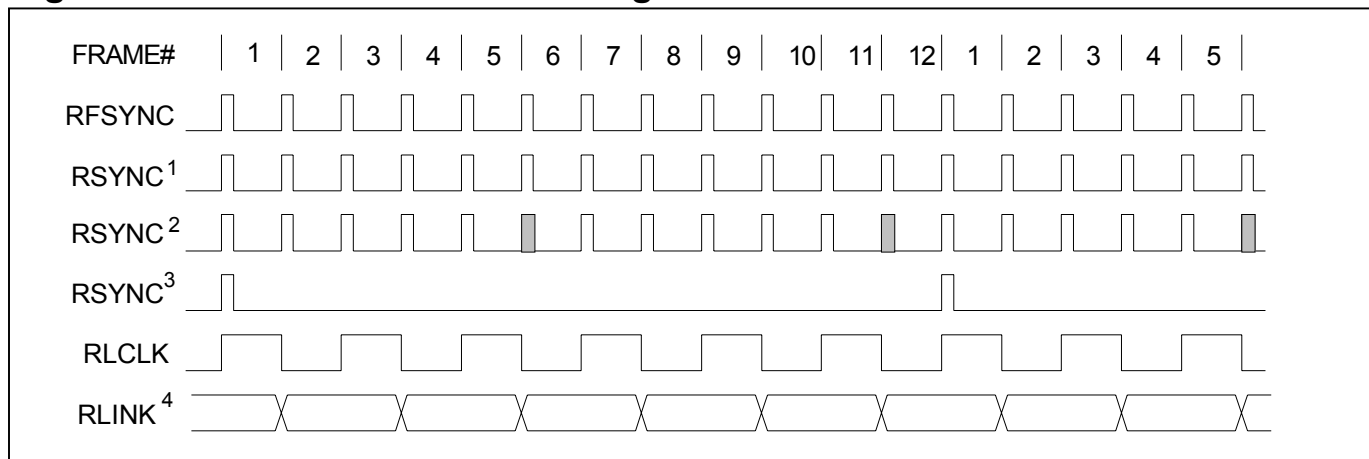 FRAME# | 1 | 2 | 3 | 4 | 5 | 6 | 7 | 8 | 9 | 10 | 11 | 12 | 1 | 2 | 3 | 4 | 5 |
RFSYNC
RSYNC¹
RSYNC²
RSYNC³
RLCLK
RLINK⁴